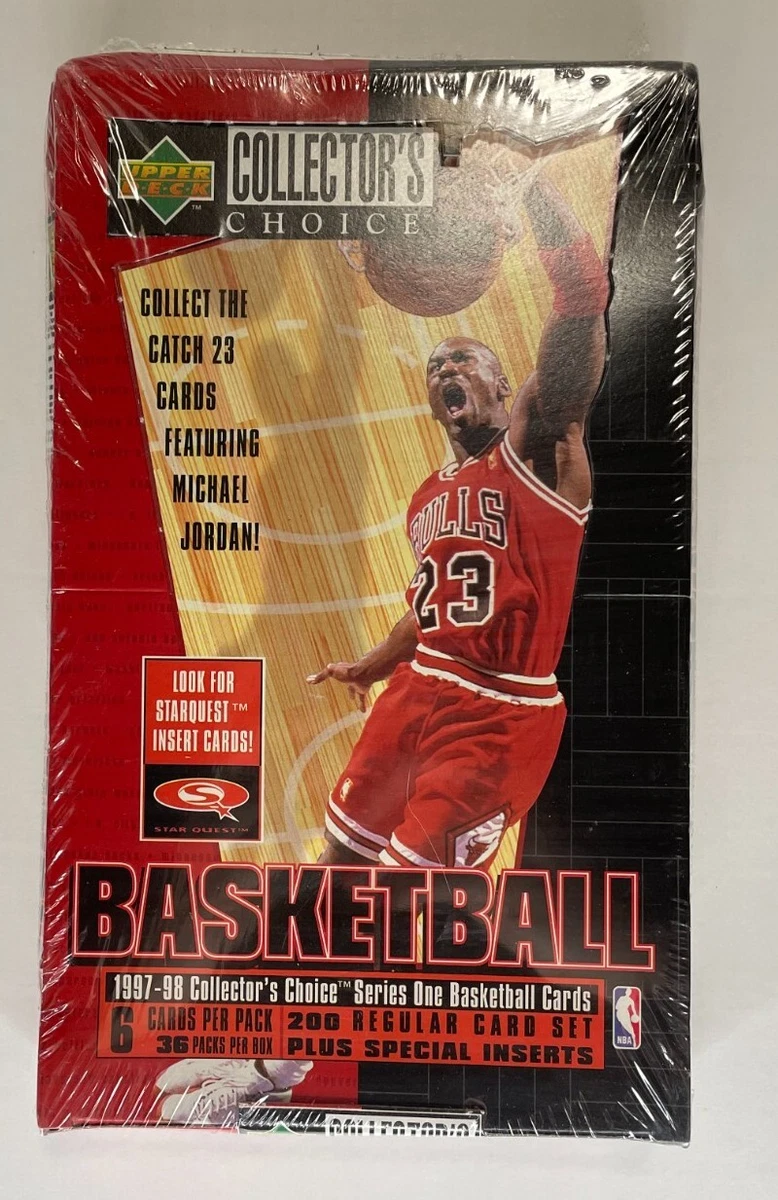 UPPER
DECK
TM
COLLECTOR'S
CHOICE
COLLECT THE
CATCH 23
CARDS
FEATURING
MICHAEL
JORDAN!
BULLS
23
LOOK FOR
STARQUEST™
INSERT CARDS!
STAR QUEST™
BASKETBALL
1997-98 Collector's Choice™ Series One Basketball Cards
6 CARDS PER PACK
36 PACKS PER BOX
200 REGULAR CARD SET
PLUS SPECIAL INSERTS
NBA
COLLECTOR'S